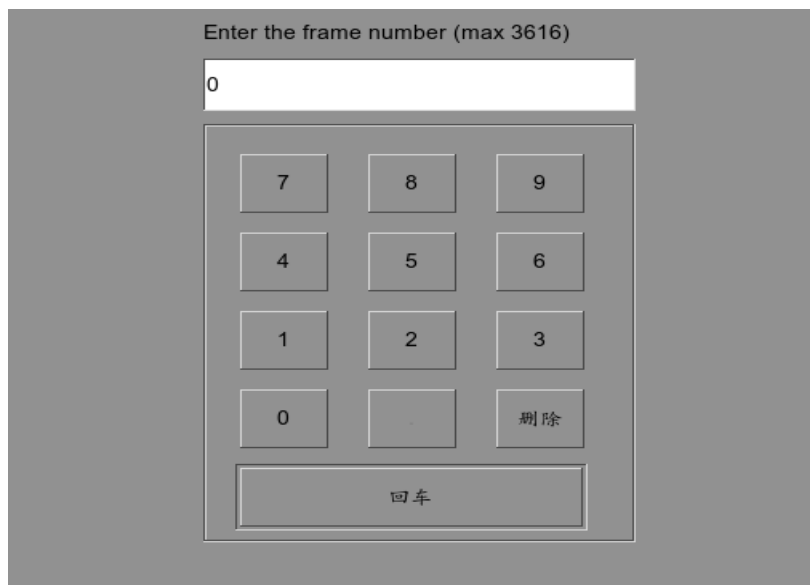 Enter the frame number (max 3616)
0
7 8 9
4 5 6
1 2 3
0 . 删除
回车